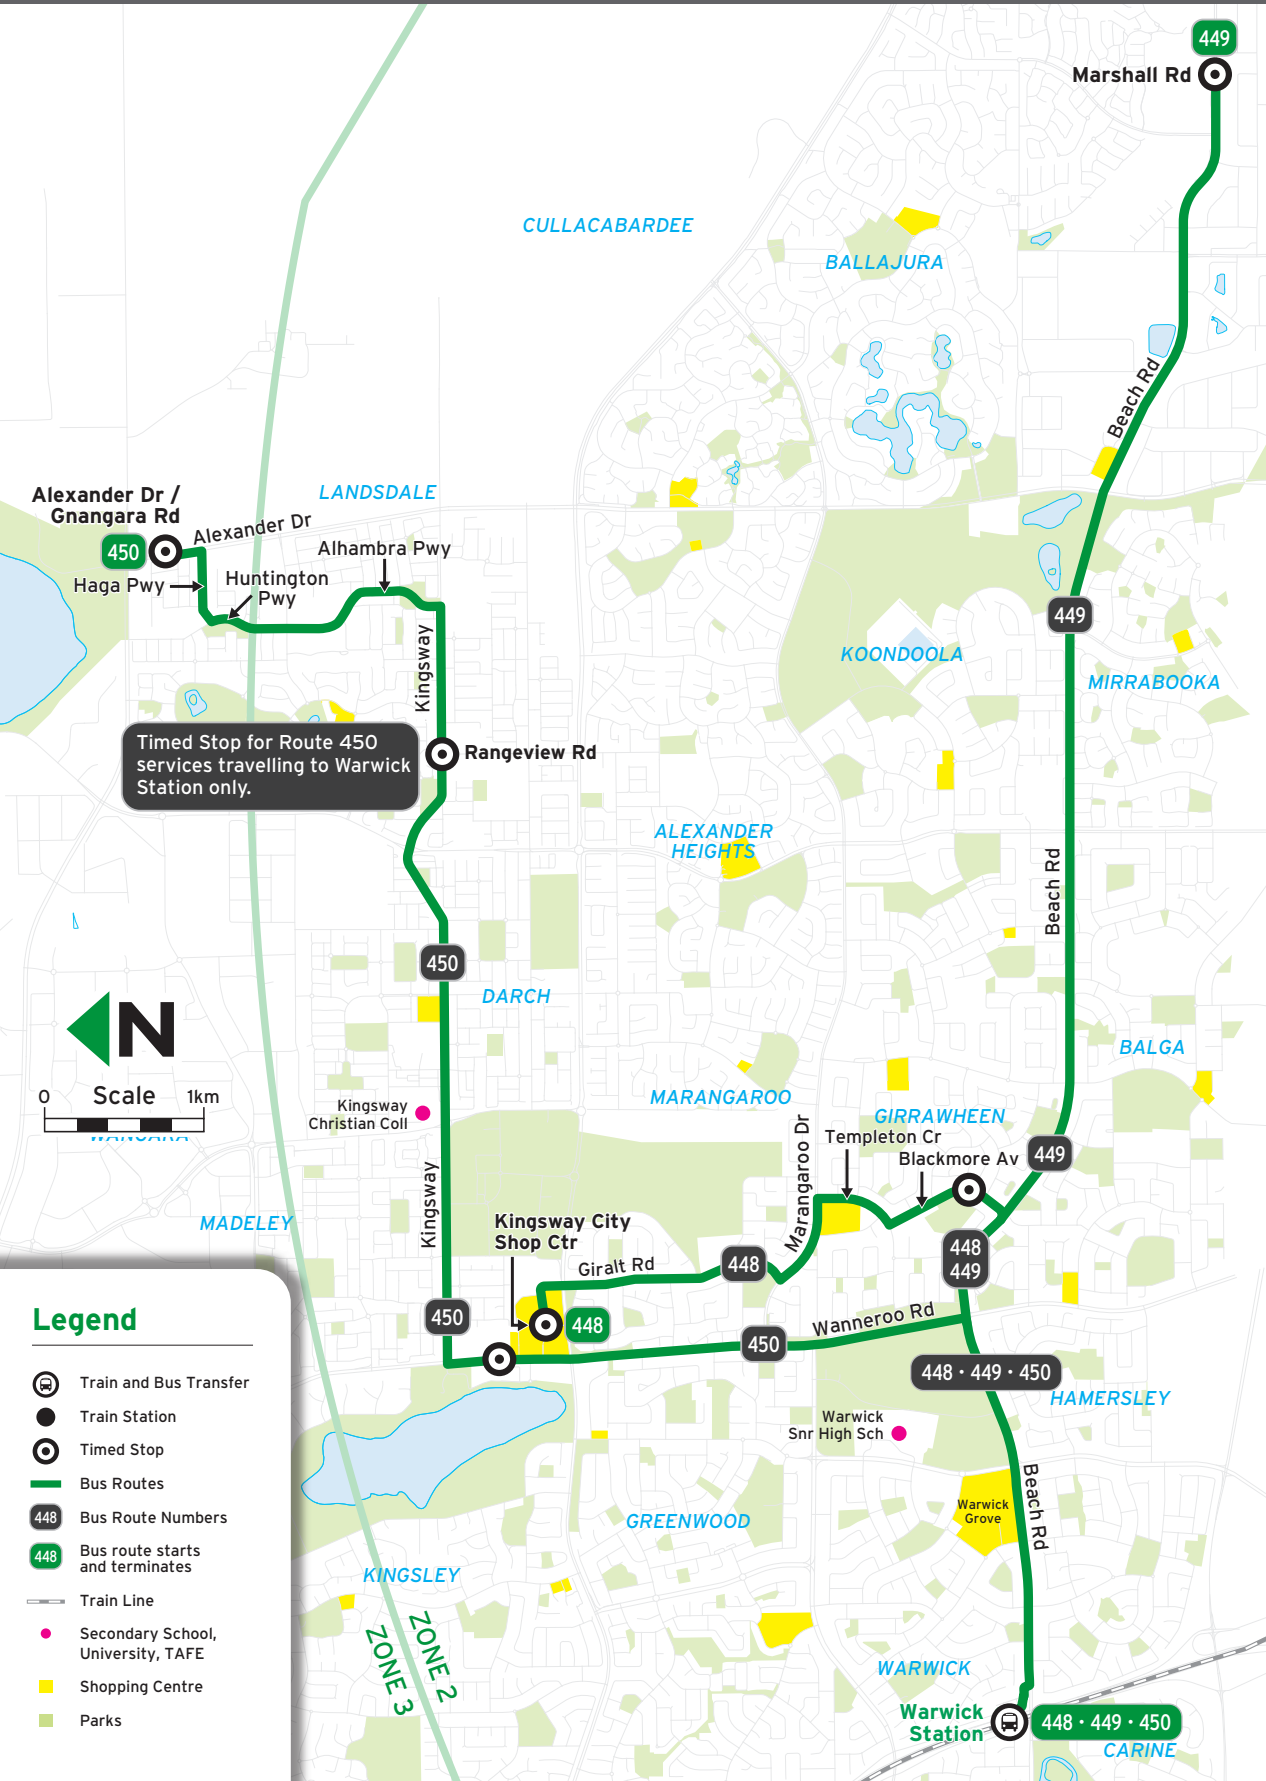 449
Marshall Rd
CULLACABARDEE
BALLAJURA
Beach Rd
LANDSDALE
Alexander Dr /
Gnangara Rd
Alexander Dr
450
Alhambra Pwy
Haga Pwy
Huntington
Pwy
449
Kingsway
KOONDOOLA
MIRRABOOKA
Timed Stop for Route 450
services travelling to Warwick
Station only.
Rangeview Rd
ALEXANDER
HEIGHTS
Beach Rd
450
DARCH
N
BALGA
0 Scale 1km
WANGARA
Kingsway
Christian Coll
MARANGAROO
GIRRAWHEEN
Templeton Cr
Blackmore Av
449
Marangaroo Dr
Kingsway
MADELEY
Kingsway City
Shop Ctr
Giralt Rd
448
448
449
450
448
Wanneroo Rd
450
448 • 449 • 450
HAMERSLEY
Warwick
Snr High Sch
Beach Rd
Warwick
Grove
GREENWOOD
KINGSLEY
ZONE 2
ZONE 3
WARWICK
Warwick
Station
448 • 449 • 450
CARINE
Legend
Train and Bus Transfer
Train Station
Timed Stop
Bus Routes
448 Bus Route Numbers
448 Bus route starts
and terminates
Train Line
Secondary School,
University, TAFE
Shopping Centre
Parks